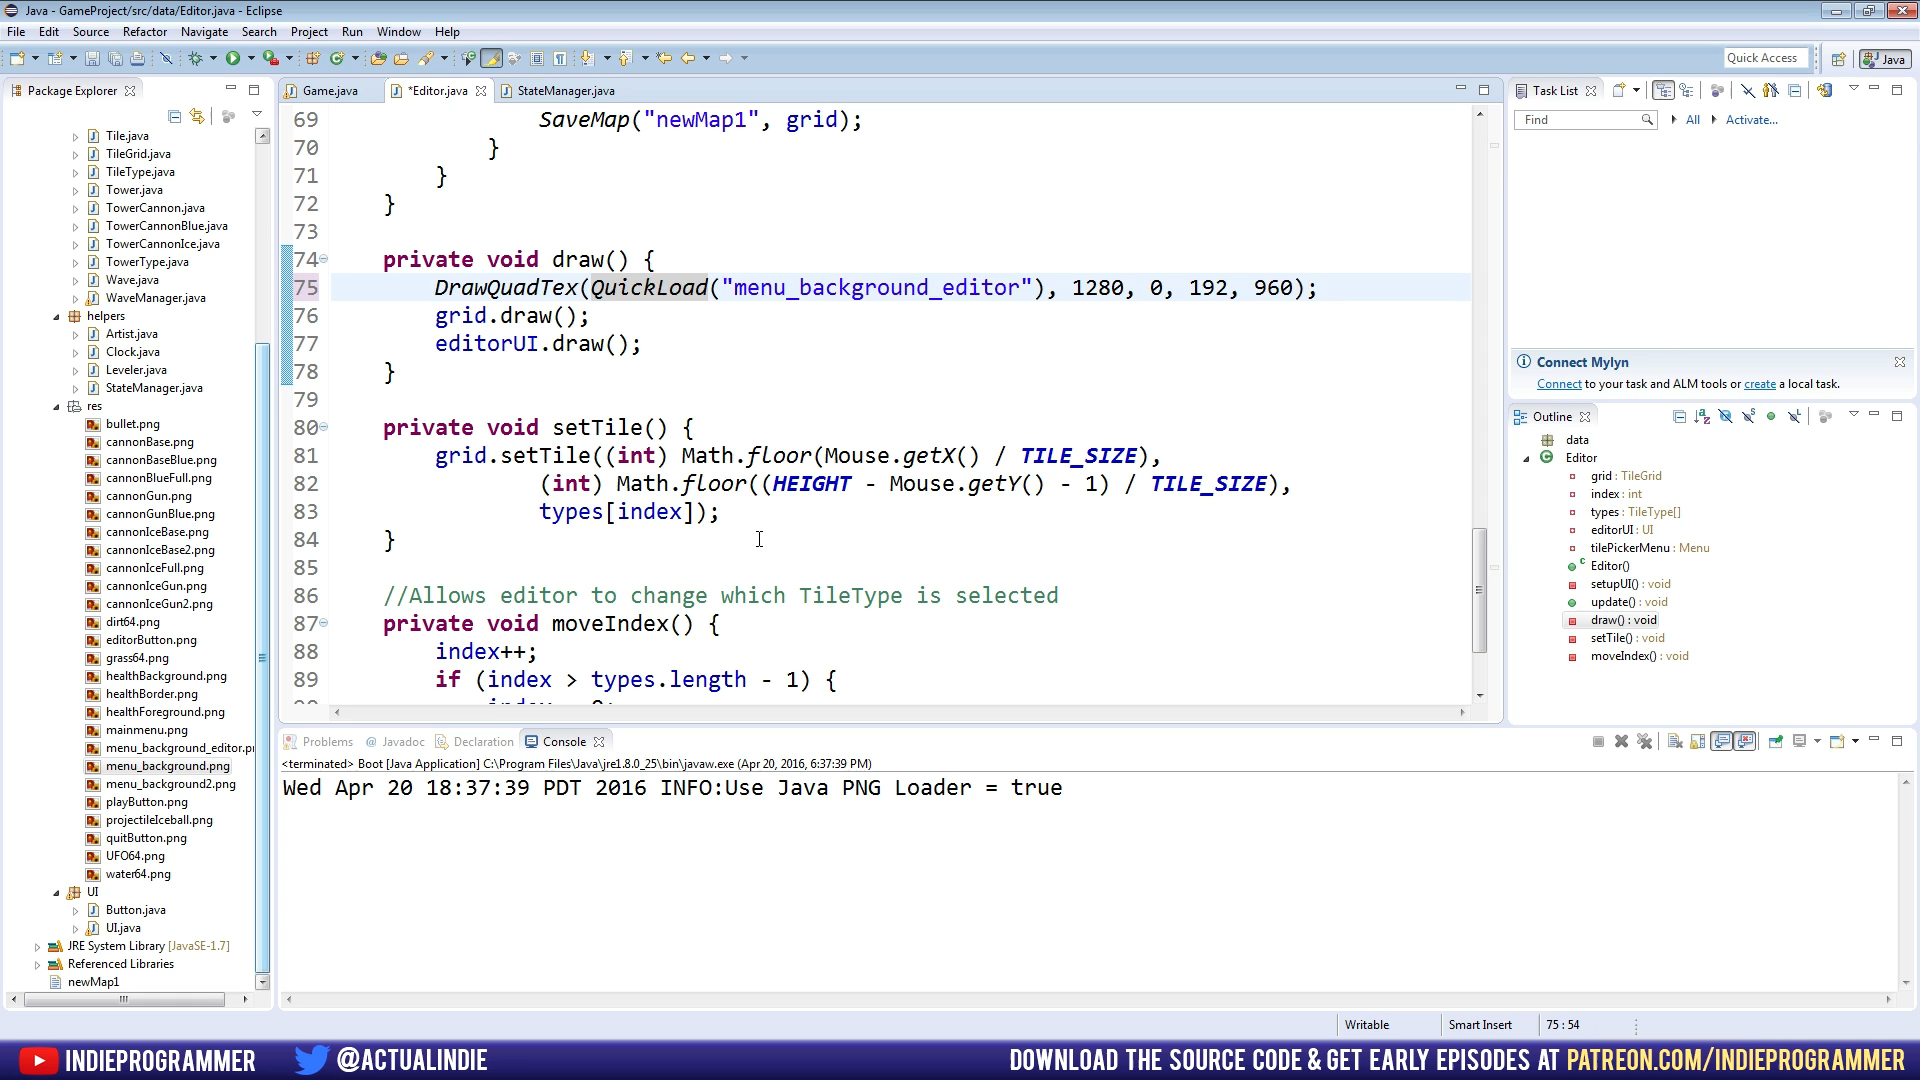 Java - GameProject/src/data/Editor.java - Eclipse
File Edit Source Refactor Navigate Search Project Run Window Help
Quick Access
Java
Package Explorer
Tile.java
TileGrid.java
TileType.java
Tower.java
TowerCannon.java
TowerCannonBlue.java
TowerCannonIce.java
TowerType.java
Wave.java
WaveManager.java
helpers
Artist.java
Clock.java
Leveler.java
StateManager.java
res
bullet.png
cannonBase.png
cannonBaseBlue.png
cannonBlueFull.png
cannonGun.png
cannonGunBlue.png
cannonIceBase.png
cannonIceBase2.png
cannonIceFull.png
cannonIceGun.png
cannonIceGun2.png
dirt64.png
editorButton.png
grass64.png
healthBackground.png
healthBorder.png
healthForeground.png
mainmenu.png
menu_background_editor.pn
menu_background.png
menu_background2.png
playButton.png
projectileIceball.png
quitButton.png
UFO64.png
water64.png
UI
Button.java
UI.java
JRE System Library [JavaSE-1.7]
Referenced Libraries
newMap1
Game.java *Editor.java StateManager.java
69 SaveMap("newMap1", grid);
70 }
71 }
72 }
73
74 private void draw() {
75 DrawQuadTex(QuickLoad("menu_background_editor"), 1280, 0, 192, 960);
76 grid.draw();
77 editorUI.draw();
78 }
79
80 private void setTile() {
81 grid.setTile((int) Math.floor(Mouse.getX() / TILE_SIZE),
82 (int) Math.floor((HEIGHT - Mouse.getY() - 1) / TILE_SIZE),
83 types[index]);
84 }
85
86 //Allows editor to change which TileType is selected
87 private void moveIndex() {
88 index++;
89 if (index > types.length - 1) {
Problems @ Javadoc Declaration Console
<terminated> Boot [Java Application] C:\Program Files\Java\jre1.8.0_25\bin\javaw.exe (Apr 20, 2016, 6:37:39 PM)
Wed Apr 20 18:37:39 PDT 2016 INFO:Use Java PNG Loader = true
Task List
Find All Activate...
Connect Mylyn
Connect to your task and ALM tools or create a local task.
Outline
data
Editor
grid : TileGrid
index : int
types : TileType[]
editorUI : UI
tilePickerMenu : Menu
Editor()
setupUI() : void
update() : void
draw() : void
setTile() : void
moveIndex() : void
Writable Smart Insert 75 : 54
INDIEPROGRAMMER @ACTUALINDIE DOWNLOAD THE SOURCE CODE & GET EARLY EPISODES AT PATREON.COM/INDIEPROGRAMMER